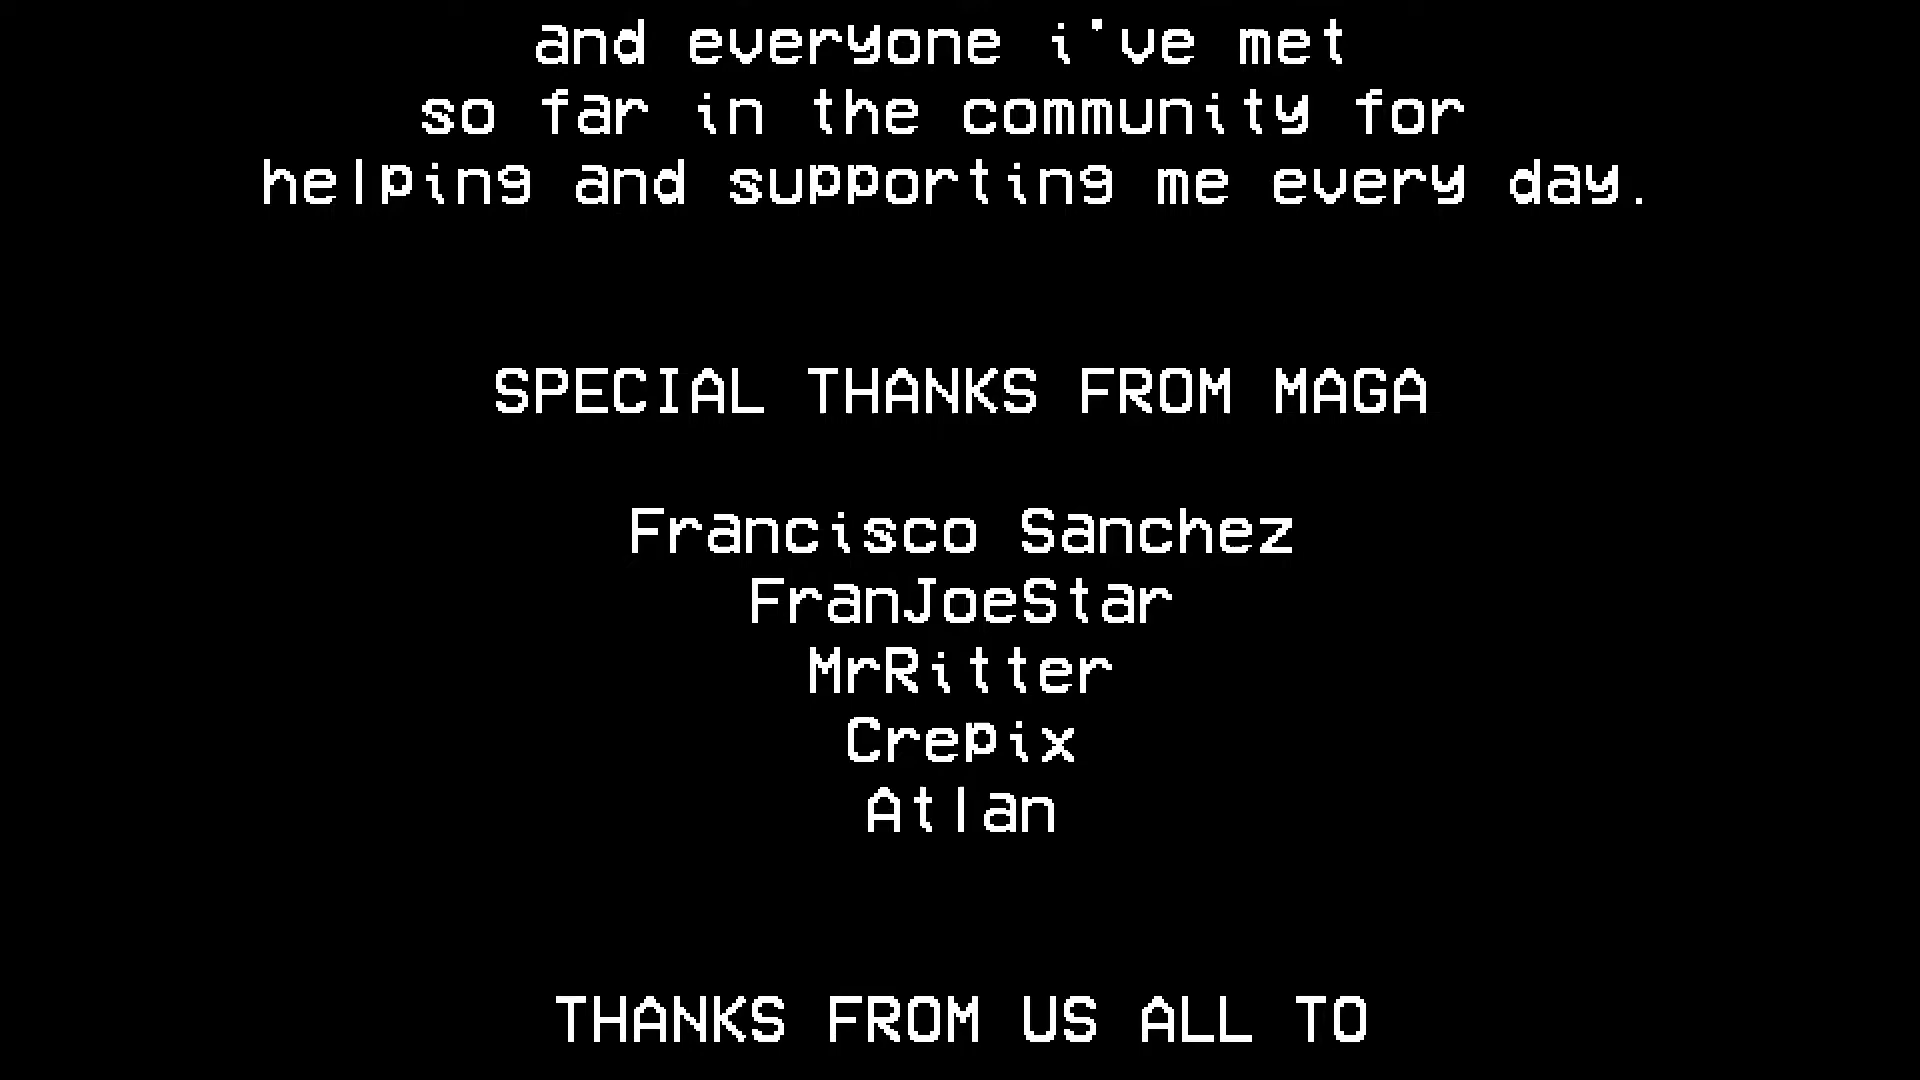 and everyone i've met
so far in the community for
helping and supporting me every day.
SPECIAL THANKS FROM MAGA
Francisco Sanchez
FranJoeStar
MrRitter
Crepix
Atlan
THANKS FROM US ALL TO